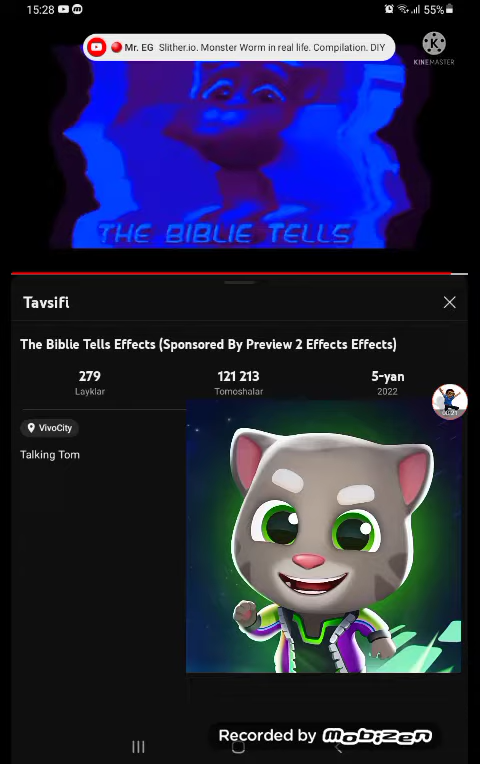 15:28
55%
Mr. EG Slither.io. Monster Worm in real life. Compilation. DIY
K
KINEMASTER
THE BIBLIE TELLS
Tavsifi
The Biblie Tells Effects (Sponsored By Preview 2 Effects Effects)
279
121 213
5-yan
Layklar
Tomoshalar
2022
00:21
VivoCity
Talking Tom
Recorded by Mobizen